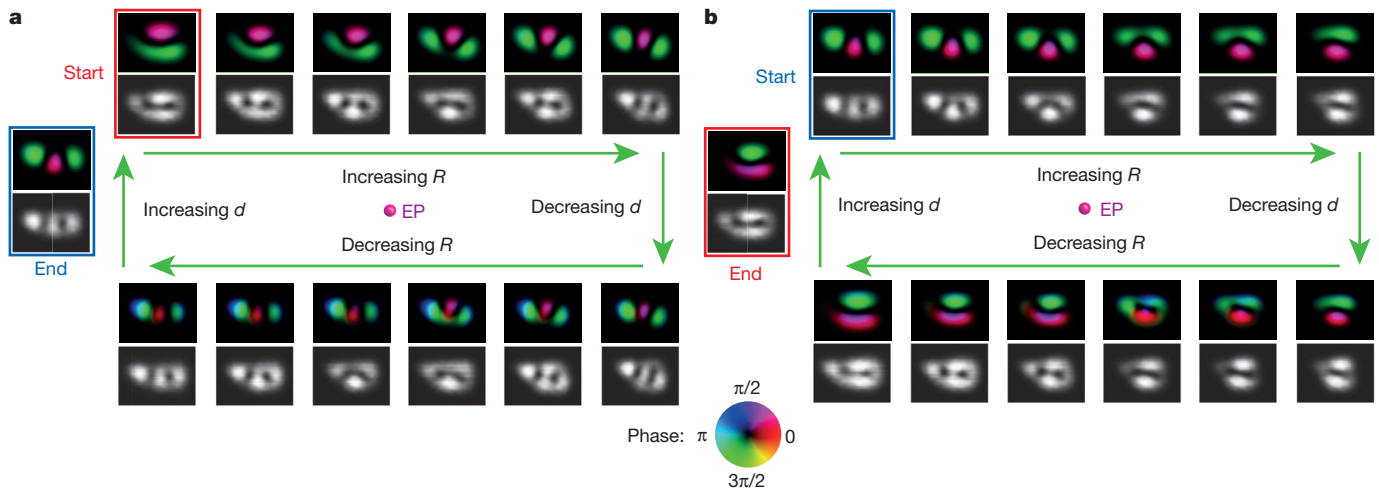 a
Start
Increasing R
Increasing d
Decreasing d
EP
Decreasing R
End
b
Start
Increasing R
Increasing d
Decreasing d
EP
Decreasing R
End
π/2
Phase: π 0
3π/2